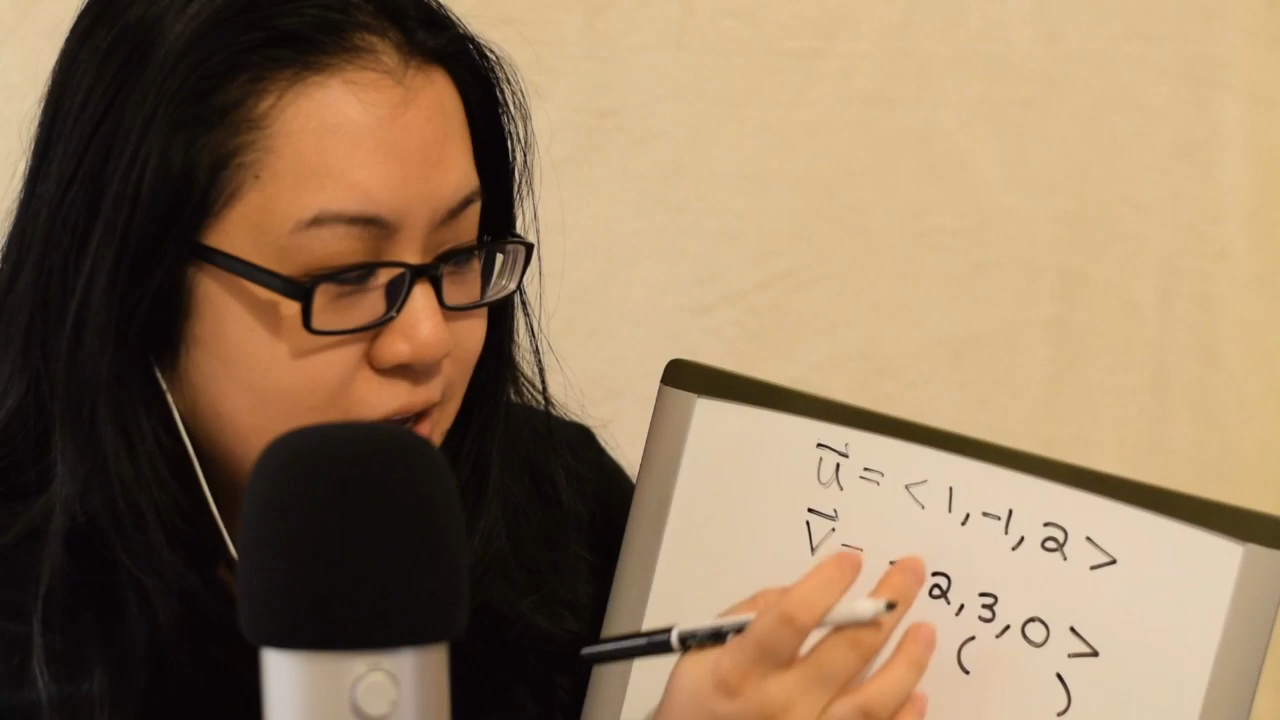 u⃗ = <1, -1, 2>
v⃗ = 2, 3, 0>
( )